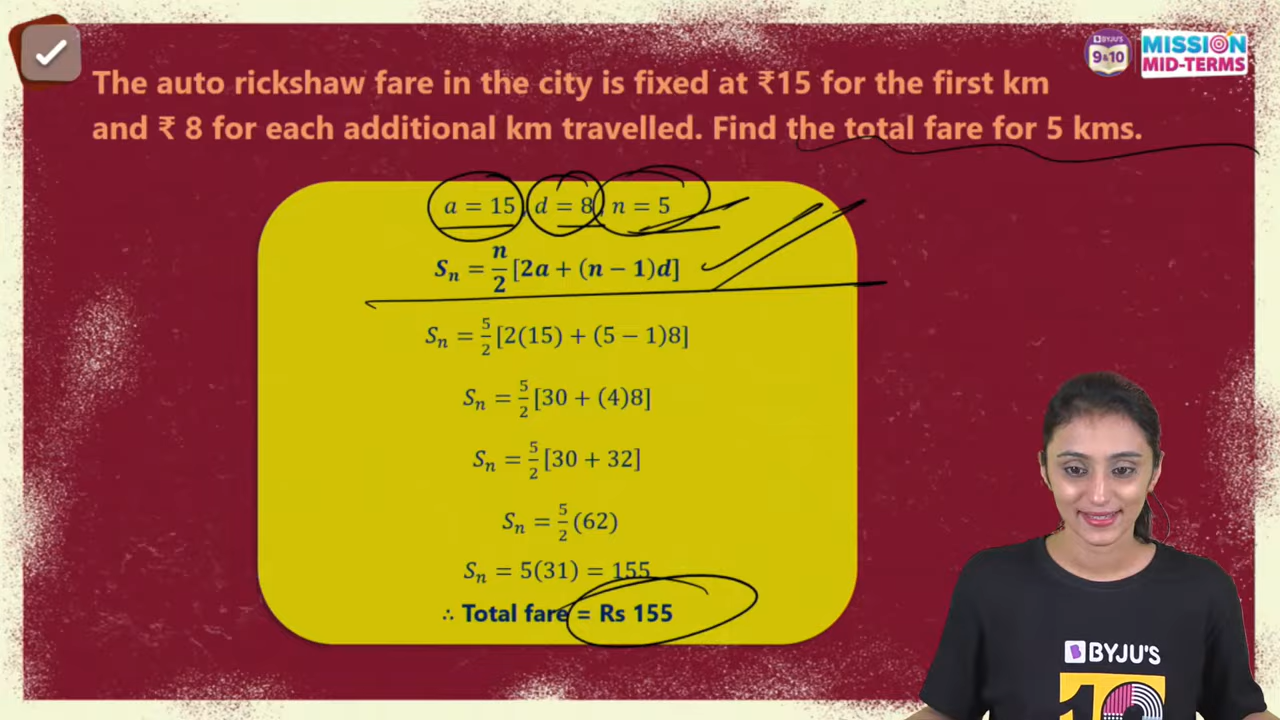 BYJU'S
9&10
MISSION
MID-TERMS
The auto rickshaw fare in the city is fixed at ₹15 for the first km
and ₹ 8 for each additional km travelled. Find the total fare for 5 kms.
a = 15, d = 8, n = 5
Sₙ = n/2 [2a + (n − 1)d]
Sₙ = 5/2 [2(15) + (5 − 1)8]
Sₙ = 5/2 [30 + (4)8]
Sₙ = 5/2 [30 + 32]
Sₙ = 5/2 (62)
Sₙ = 5(31) = 155
∴ Total fare = Rs 155
BYJU'S